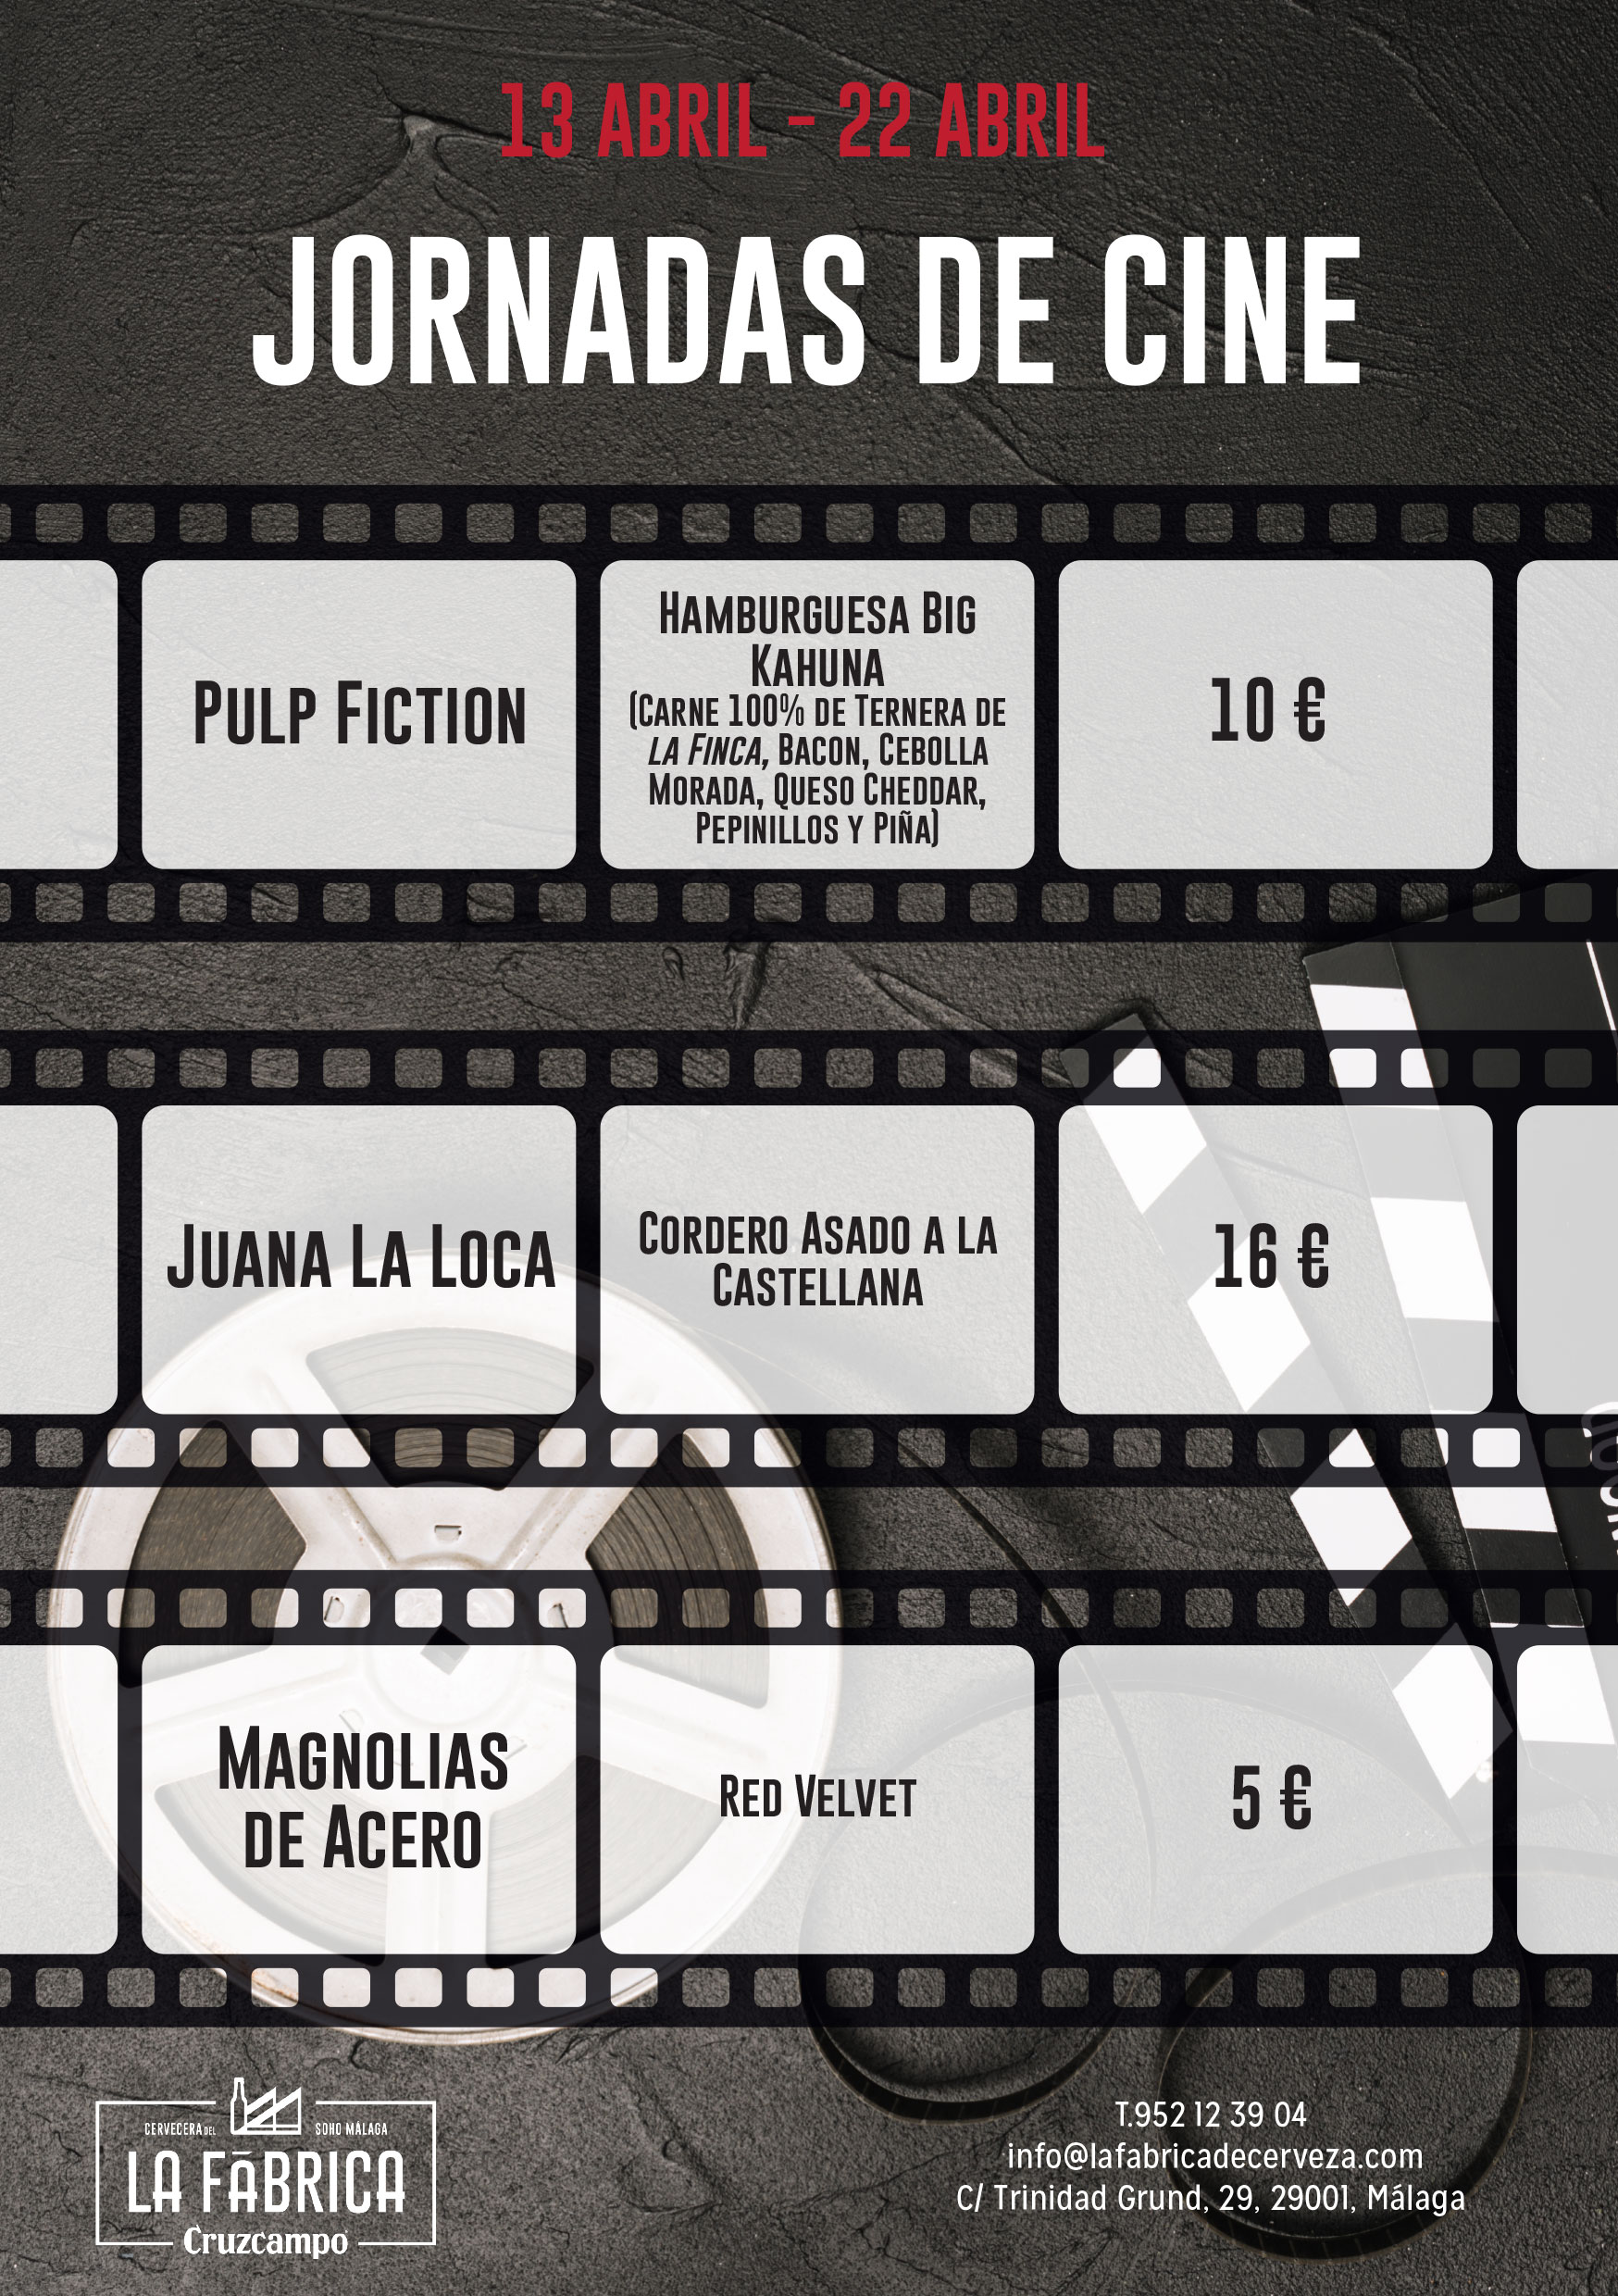 13 ABRIL - 22 ABRIL
JORNADAS DE CINE
PULP FICTION
HAMBURGUESA BIG
KAHUNA
(CARNE 100% DE TERNERA DE
LA FINCA, BACON, CEBOLLA
MORADA, QUESO CHEDDAR,
PEPINILLOS Y PIÑA)
10 €
JUANA LA LOCA
CORDERO ASADO A LA
CASTELLANA
16 €
MAGNOLIAS
DE ACERO
RED VELVET
5 €
CERVECERA DEL SOHO MÁLAGA
LA FÁBRICA
Cruzcampo
T.952 12 39 04
info@lafabricadecerveza.com
C/ Trinidad Grund, 29, 29001, Málaga